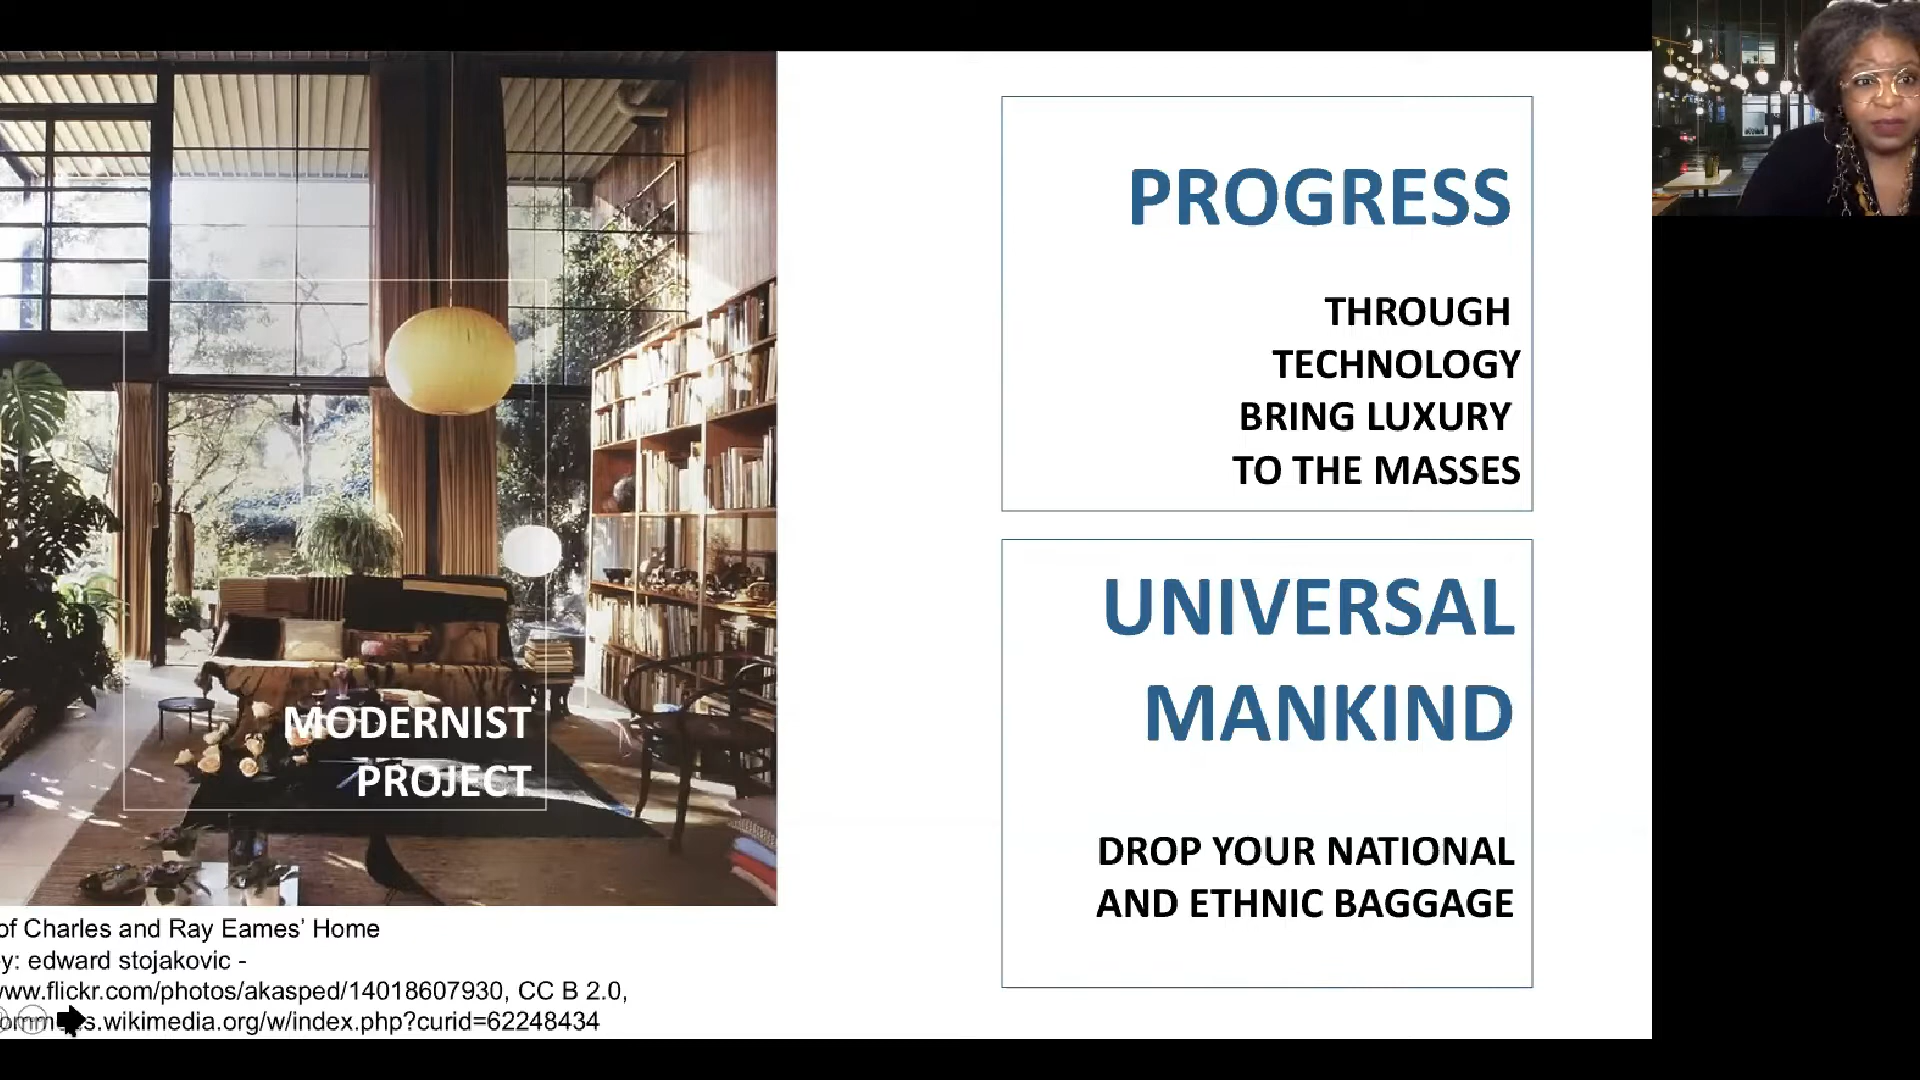 MODERNIST
PROJECT
PROGRESS
THROUGH
TECHNOLOGY
BRING LUXURY
TO THE MASSES
UNIVERSAL
MANKIND
DROP YOUR NATIONAL
AND ETHNIC BAGGAGE
of Charles and Ray Eames’ Home
y: edward stojakovic -
www.flickr.com/photos/akasped/14018607930, CC B 2.0,
s.wikimedia.org/w/index.php?curid=62248434